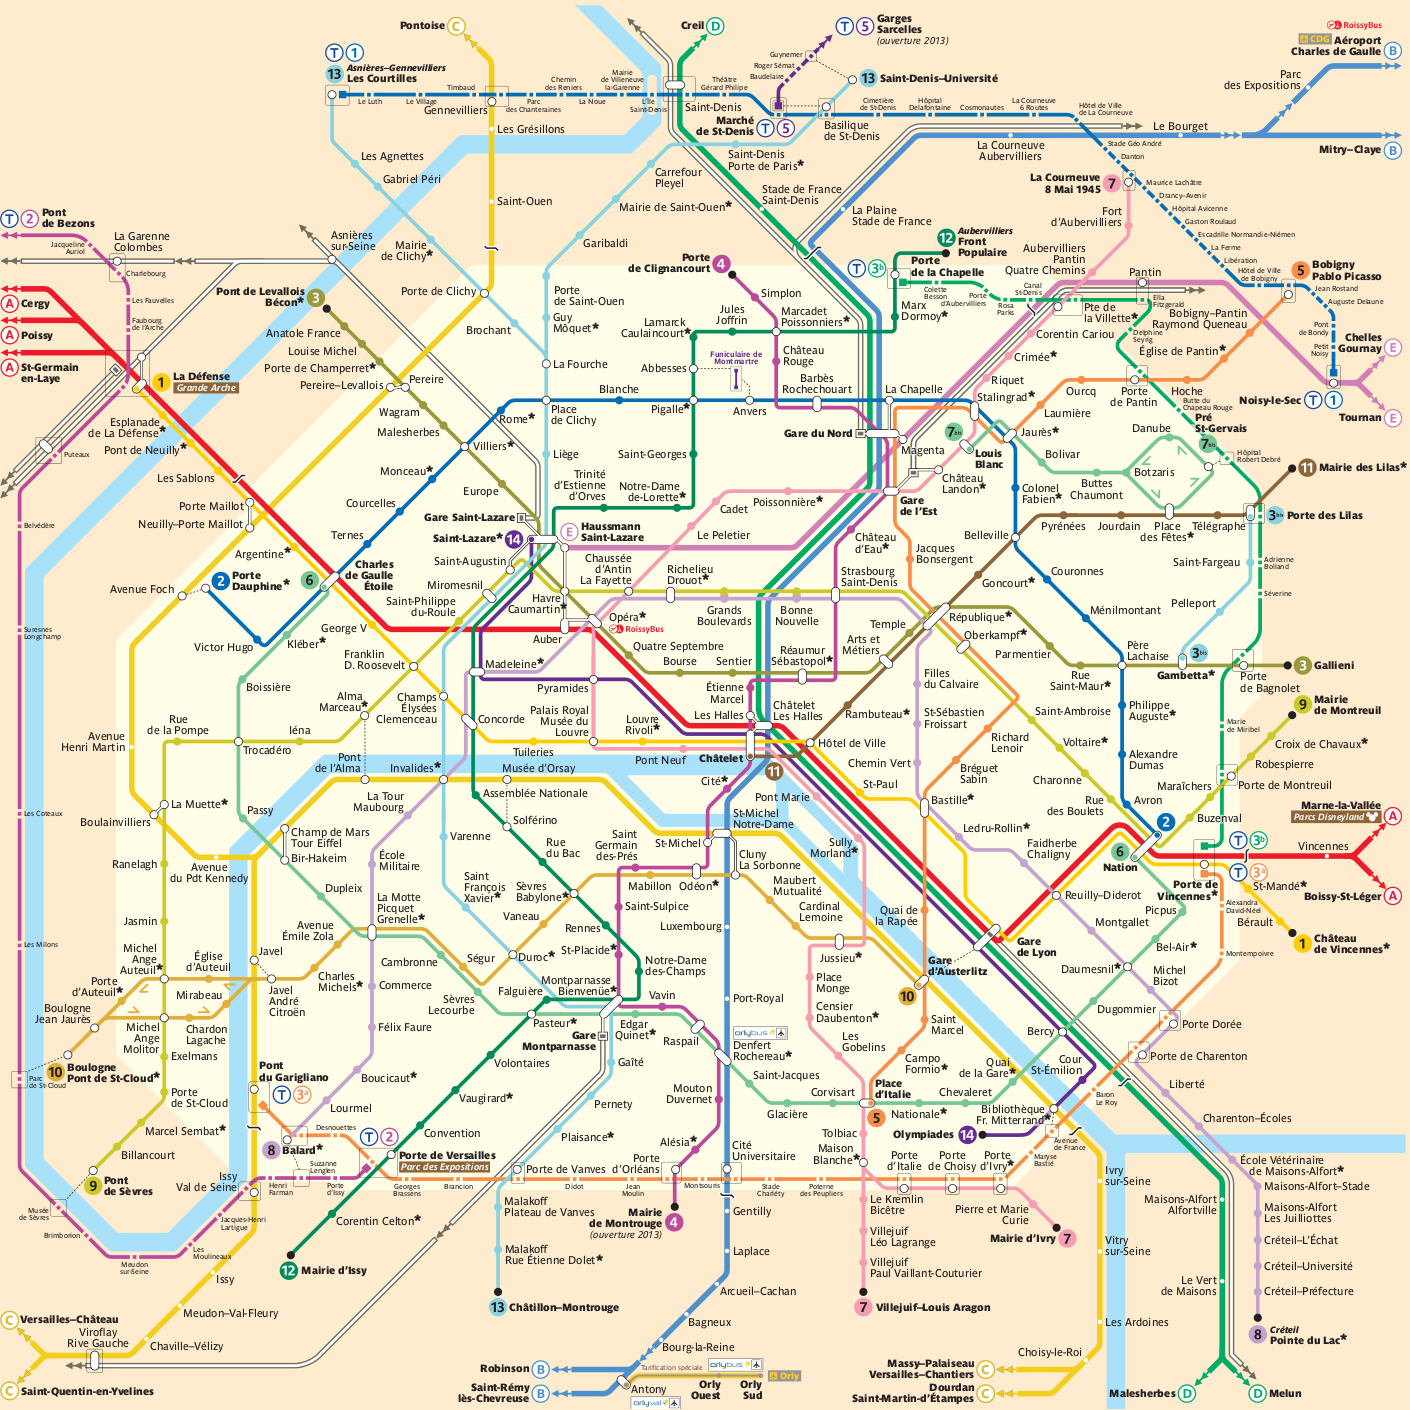 Pontoise C
Creil D
T 5 Garges
Sarcelles
(ouverture 2013)
RoissyBus
CDG Aéroport
Charles de Gaulle B
T 1
13 Asnières–Gennevilliers
Les Courtilles
Guynemer
Roger Sémat
Baudelaire
13 Saint-Denis–Université
Parc
des Expositions
Le Luth
Le Village
Timbaud
Gennevilliers
Parc
des Chanteraines
Chemin
des Reniers
La Noue
Mairie
de Villeneuve
la-Garenne
L'Île
Saint-Denis
Saint-Denis
Théâtre
Gérard Philipe
Marché
de St-Denis T 5
Basilique
de St-Denis
Cimetière
de St-Denis
Hôpital
Delafontaine
Cosmonautes
La Courneuve
6 Routes
Hôtel de Ville
de La Courneuve
Le Bourget
Mitry–Claye B
Les Grésillons
Les Agnettes
Gabriel Péri
Saint-Denis
Porte de Paris*
La Courneuve
Aubervilliers
Stade Géo André
Danton
La Courneuve
8 Mai 1945 7
Maurice Lachâtre
Drancy–Avenir
Hôpital Avicenne
Gaston Roulaud
Escadrille Normandie-Niémen
La Ferme
Libération
Hôtel de Ville
de Bobigny
5 Bobigny
Pablo Picasso
Jean Rostand
Auguste Delaune
Pont
de Bondy
Petit
Noisy
Noisy-le-Sec T 1
Chelles
Gournay E
Tournan E
Carrefour
Pleyel
Mairie de Saint-Ouen*
Garibaldi
Stade de France
Saint-Denis
La Plaine
Stade de France
Saint-Ouen
Fort
d'Aubervilliers
Aubervilliers
Pantin
Quatre Chemins
12 Aubervilliers
Front
Populaire
T 3b Porte
de la Chapelle
Colette
Besson
Porte
d'Aubervilliers
Rosa
Parks
Canal
St-Denis
Pte de
la Villette*
Pantin
Ella
Fitzgerald
Delphine
Seyrig
Bobigny–Pantin
Raymond Queneau
Église de Pantin*
Hoche
Porte
de Pantin
Butte du
Chapeau Rouge
Pré
St-Gervais
7bis
Hôpital
Robert Debré
T 2 Pont
de Bezons
Jacqueline
Auriol
La Garenne
Colombes
Charlebourg
Les Fauvelles
Faubourg
de l'Arche
A Cergy
A Poissy
A St-Germain
en-Laye
1 La Défense
Grande Arche
Puteaux
Belvédère
Suresnes
Longchamp
Les Coteaux
Les Milons
Parc
de St-Cloud
Musée
de Sèvres
Brimborion
Meudon
sur-Seine
Les
Moulineaux
Jacques-Henri
Lartigue
Asnières
sur-Seine
Mairie
de Clichy*
Porte de Clichy
Brochant
La Fourche
Porte
de Saint-Ouen
Guy
Môquet*
Pont de Levallois
Bécon* 3
Anatole France
Louise Michel
Porte de Champerret*
Pereire–Levallois
Pereire
Wagram
Malesherbes
Villiers*
Rome*
Monceau*
Courcelles
Ternes
Europe
Place
de Clichy
Liège
Blanche
Pigalle*
Anvers
Abbesses
Funiculaire de
Montmartre
Porte
de Clignancourt 4
Simplon
Marcadet
Poissonniers*
Jules
Joffrin
Lamarck
Caulaincourt*
Château
Rouge
Barbès
Rochechouart
Marx
Dormoy*
La Chapelle
Gare du Nord
Magenta
Corentin Cariou
Crimée*
Riquet
Stalingrad*
Laumière
Ourcq
Jaurès*
Bolivar
7bis Louis
Blanc
Château
Landon*
Colonel
Fabien*
Buttes
Chaumont
Botzaris
Danube
Place
des Fêtes*
Pyrénées
Jourdain
Télégraphe
Belleville
3bis Porte des Lilas
11 Mairie des Lilas*
Adrienne
Bolland
Séverine
Saint-Fargeau
Pelleport
3bis
Gambetta*
Esplanade
de La Défense*
Pont de Neuilly*
Les Sablons
Porte Maillot
Neuilly–Porte Maillot
Argentine*
Avenue Foch
2 Porte
Dauphine*
Victor Hugo
6 Charles
de Gaulle
Étoile
Kléber*
Boissière
George V
Franklin
D. Roosevelt
Saint-Philippe
du-Roule
Miromesnil
Saint-Augustin
Gare Saint-Lazare
Saint-Lazare* 14
E Haussmann
Saint-Lazare
Trinité
d'Estienne
d'Orves
Notre-Dame
de-Lorette*
Saint-Georges
Chaussée
d'Antin
La Fayette
Havre
Caumartin*
Auber
Opéra*
RoissyBus
Richelieu
Drouot*
Grands
Boulevards
Bonne
Nouvelle
Strasbourg
Saint-Denis
Château
d'Eau*
Gare
de l'Est
Poissonnière*
Cadet
Le Peletier
Jacques
Bonsergent
Goncourt*
Couronnes
Ménilmontant
Père
Lachaise
République*
Temple
Arts et
Métiers
Oberkampf*
Parmentier
Rue
Saint-Maur*
3 Gallieni
Porte
de Bagnolet
9 Mairie
de Montreuil
Croix de Chavaux*
Robespierre
Porte de Montreuil
Maraîchers
Buzenval
Marie
de Miribel
Philippe
Auguste*
Alexandre
Dumas
Avron
2
6 Nation
Quatre Septembre
Bourse
Sentier
Réaumur
Sébastopol*
Étienne
Marcel
Les Halles
Châtelet
Les Halles
Châtelet
11
Rambuteau*
Hôtel de Ville
Filles
du Calvaire
St-Sébastien
Froissart
Chemin Vert
St-Paul
Saint-Ambroise
Richard
Lenoir
Voltaire*
Charonne
Rue
des Boulets
Bréguet
Sabin
Bastille*
Ledru-Rollin*
Faidherbe
Chaligny
Reuilly–Diderot
Montgallet
Picpus
Bel-Air*
Daumesnil*
Michel
Bizot
Dugommier
Porte Dorée
Porte de Charenton
Liberté
Charenton–Écoles
École Vétérinaire
de Maisons-Alfort*
Maisons-Alfort–Stade
Maisons-Alfort
Les Juilliottes
Créteil–L'Échat
Créteil–Université
Créteil–Préfecture
8 Créteil
Pointe du Lac*
Marne-la-Vallée
Parcs Disneyland A
Vincennes
Boissy-St-Léger A
T 3b
T 3a
Porte de
Vincennes*
St-Mandé*
Bérault
1 Château
de Vincennes*
Alexandra
David-Néel
Montempoivre
Madeleine*
Pyramides
Palais Royal
Musée du
Louvre
Louvre
Rivoli*
Pont Neuf
Tuileries
Concorde
Champs
Élysées
Clemenceau
Alma
Marceau*
Pont
de l'Alma
Invalides*
Musée d'Orsay
Assemblée Nationale
Solférino
Rue
du Bac
Iéna
Trocadéro
Rue
de la Pompe
Avenue
Henri Martin
La Muette*
Boulainvilliers
Passy
Champ de Mars
Tour Eiffel
Bir-Hakeim
Avenue
du Pdt Kennedy
Ranelagh
Jasmin
Michel
Ange
Auteuil*
Église
d'Auteuil
Javel
Mirabeau
Javel
André
Citroën
Porte
d'Auteuil*
Boulogne
Jean Jaurès
10 Boulogne
Pont de St-Cloud*
Michel
Ange
Molitor
Chardon
Lagache
Exelmans
Porte
de St-Cloud
Marcel Sembat*
Billancourt
9 Pont
de Sèvres
La Tour
Maubourg
École
Militaire
La Motte
Picquet
Grenelle*
Dupleix
Avenue
Émile Zola
Charles
Michels*
Commerce
Félix Faure
Boucicaut*
Lourmel
8 Balard*
Cambronne
Sèvres
Lecourbe
Ségur
Varenne
Saint
François
Xavier*
Vaneau
Sèvres
Babylone*
Duroc*
Falguière
Pasteur*
Volontaires
Vaugirard*
Convention
Montparnasse
Bienvenüe*
Gare
Montparnasse
Rennes
St-Placide*
Saint-Sulpice
Notre-Dame
des-Champs
Saint
Germain
des-Prés
Mabillon
Odéon*
St-Michel
St-Michel
Notre-Dame
Cité*
Cluny
La Sorbonne
Maubert
Mutualité
Cardinal
Lemoine
Jussieu*
Pont Marie
Sully
Morland*
Quai de
la Rapée
Gare
d'Austerlitz
10
Gare
de Lyon
Luxembourg
Port-Royal
Edgar
Quinet*
Vavin
Raspail
Gaîté
Pernety
Plaisance*
orlybus
Denfert
Rochereau*
Saint-Jacques
Glacière
Corvisart
Place
d'Italie
5
Nationale*
Chevaleret
Quai
de la Gare*
Bercy
Cour
St-Émilion
Place
Monge
Censier
Daubenton*
Les
Gobelins
Saint
Marcel
Campo
Formio*
Mouton
Duvernet
Alésia*
Cité
Universitaire
Porte
d'Orléans
Mairie
de Montrouge 4
(ouverture 2013)
Tolbiac
Maison
Blanche*
Bibliothèque
Fr. Mitterrand*
Olympiades 14
Baron
Le Roy
Avenue
de France
Maryse
Bastié
Porte
d'Italie
Porte
de Choisy
Porte
d'Ivry*
Le Kremlin
Bicêtre
Villejuif
Léo Lagrange
Villejuif
Paul Vaillant-Couturier
7 Villejuif–Louis Aragon
Pierre et Marie
Curie
Mairie d'Ivry 7
Pont
du Garigliano
T 3a
Desnouettes
Suzanne
Lenglen
Porte
d'Issy
Henri
Farman
T 2
Porte de Versailles
Parc des Expositions
Georges
Brassens
Brancion
Porte de Vanves
Didot
Jean
Moulin
Montsouris
Stade
Charléty
Poterne
des Peupliers
Issy
Val de Seine
Corentin Celton*
12 Mairie d'Issy
Malakoff
Plateau de Vanves
Malakoff
Rue Étienne Dolet*
13 Châtillon–Montrouge
Gentilly
Laplace
Arcueil–Cachan
Bagneux
Bourg-la-Reine
Tarification spéciale
orlybus
Orly
Robinson B
Saint-Rémy
lès-Chevreuse B
Antony
orlyval
Orly
Ouest
Orly
Sud
Issy
Meudon–Val-Fleury
Chaville–Vélizy
Viroflay
Rive Gauche
C Versailles–Château
C Saint-Quentin-en-Yvelines
Ivry
sur-Seine
Vitry
sur-Seine
Les Ardoines
Choisy-le-Roi
Massy–Palaiseau
Versailles–Chantiers C
Dourdan
Saint-Martin-d'Étampes C
Maisons-Alfort
Alfortville
Le Vert
de Maisons
Malesherbes D
D Melun